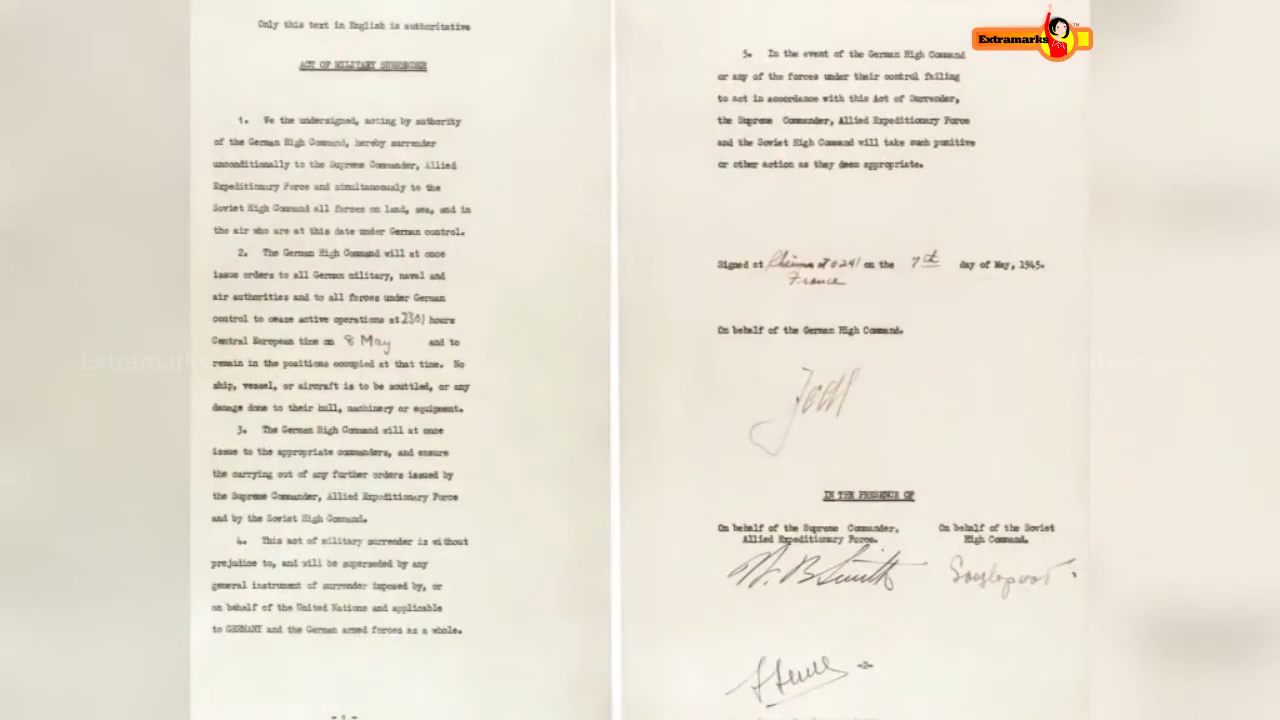 Only this text in English is authoritative
ACT OF MILITARY SURRENDER
1. We the undersigned, acting by authority
of the German High Command, hereby surrender
unconditionally to the Supreme Commander, Allied
Expeditionary Force and simultaneously to the
Soviet High Command all forces on land, sea, and in
the air who are at this date under German control.
2. The German High Command will at once
issue orders to all German military, naval and
air authorities and to all forces under German
control to cease active operations at 2301 hours
Central European time on 8 May and to
remain in the positions occupied at that time. No
ship, vessel, or aircraft is to be scuttled, or any
damage done to their hull, machinery or equipment.
3. The German High Command will at once
issue to the appropriate commanders, and ensure
the carrying out of any further orders issued by
the Supreme Commander, Allied Expeditionary Force
and by the Soviet High Command.
4. This act of military surrender is without
prejudice to, and will be superseded by any
general instrument of surrender imposed by, or
on behalf of the United Nations and applicable
to GERMANY and the German armed forces as a whole.
- 1 -
5. In the event of the German High Command
or any of the forces under their control failing
to act in accordance with this Act of Surrender,
the Supreme Commander, Allied Expeditionary Force
and the Soviet High Command will take such punitive
or other action as they deem appropriate.
Signed at Rheims at 0241 on the 7th day of May, 1945.
France
On behalf of the German High Command.
Jodl
IN THE PRESENCE OF
On behalf of the Supreme Commander,
Allied Expeditionary Force.
On behalf of the Soviet
High Command.
W. B. Smith
-2-
Extramarks
Extramarks